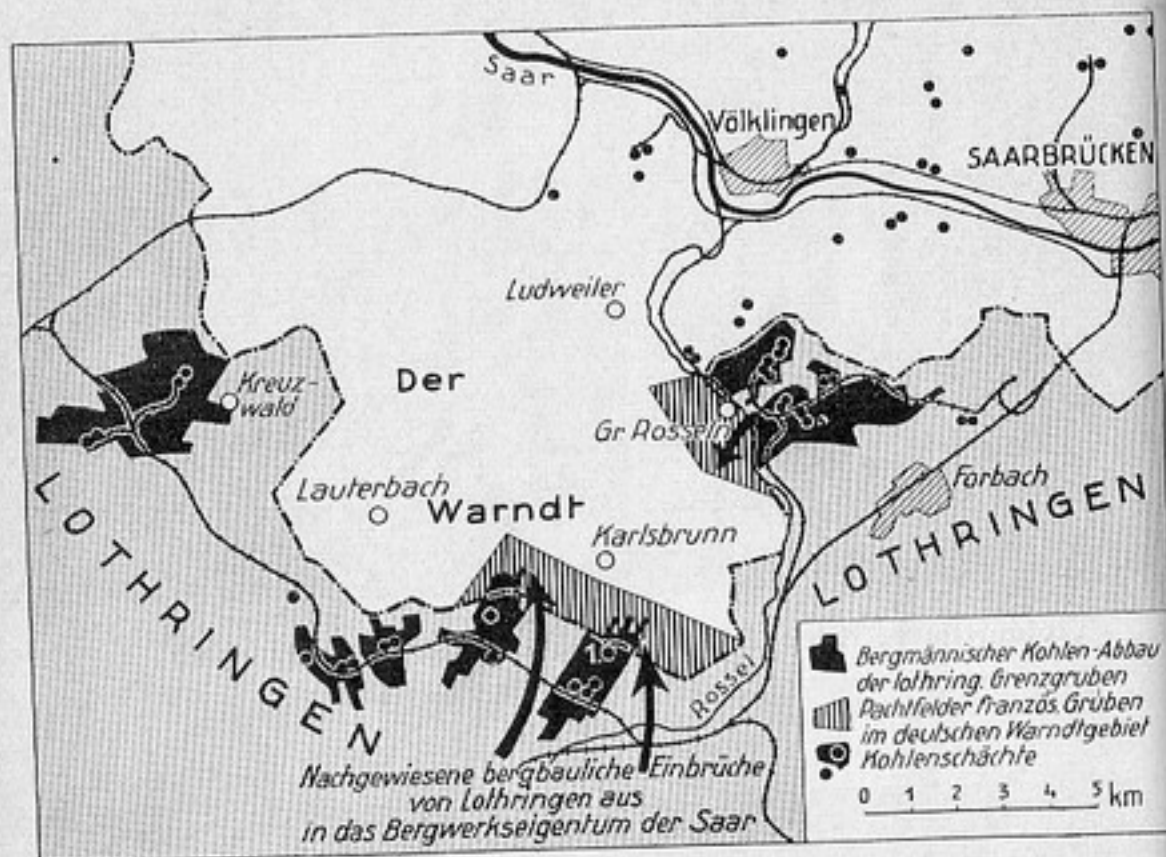 Saar
Völklingen
SAARBRÜCKEN
Ludweiler
Der
Kreuz-
wald
Gr Rosseln
Lauterbach
Warndt
Karlsbrunn
Forbach
LOTHRINGEN
LOTHRINGEN
Rossel
Nachgewiesene bergbauliche Einbrüche
von Lothringen aus
in das Bergwerkseigentum der Saar
Bergmännischer Kohlen-Abbau
der lothring. Grenzgruben
Pachtfelder französ. Gruben
im deutschen Warndtgebiet
Kohlenschächte
0 1 2 3 4 5 km